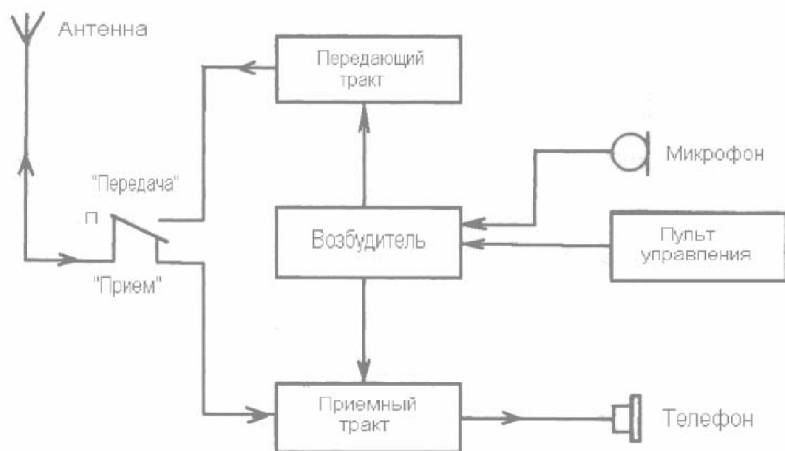 Антенна
Передающий
тракт
Микрофон
"Передача"
П
Возбудитель
Пульт
управления
"Прием"
Приемный
тракт
Телефон